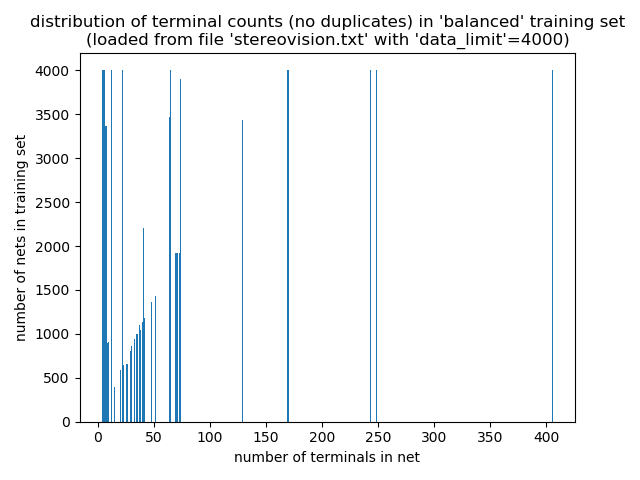 distribution of terminal counts (no duplicates) in 'balanced' training set
(loaded from file 'stereovision.txt' with 'data_limit'=4000)
4000
3500
3000
2500
2000
1500
1000
500
0
number of nets in training set
0 50 100 150 200 250 300 350 400
number of terminals in net